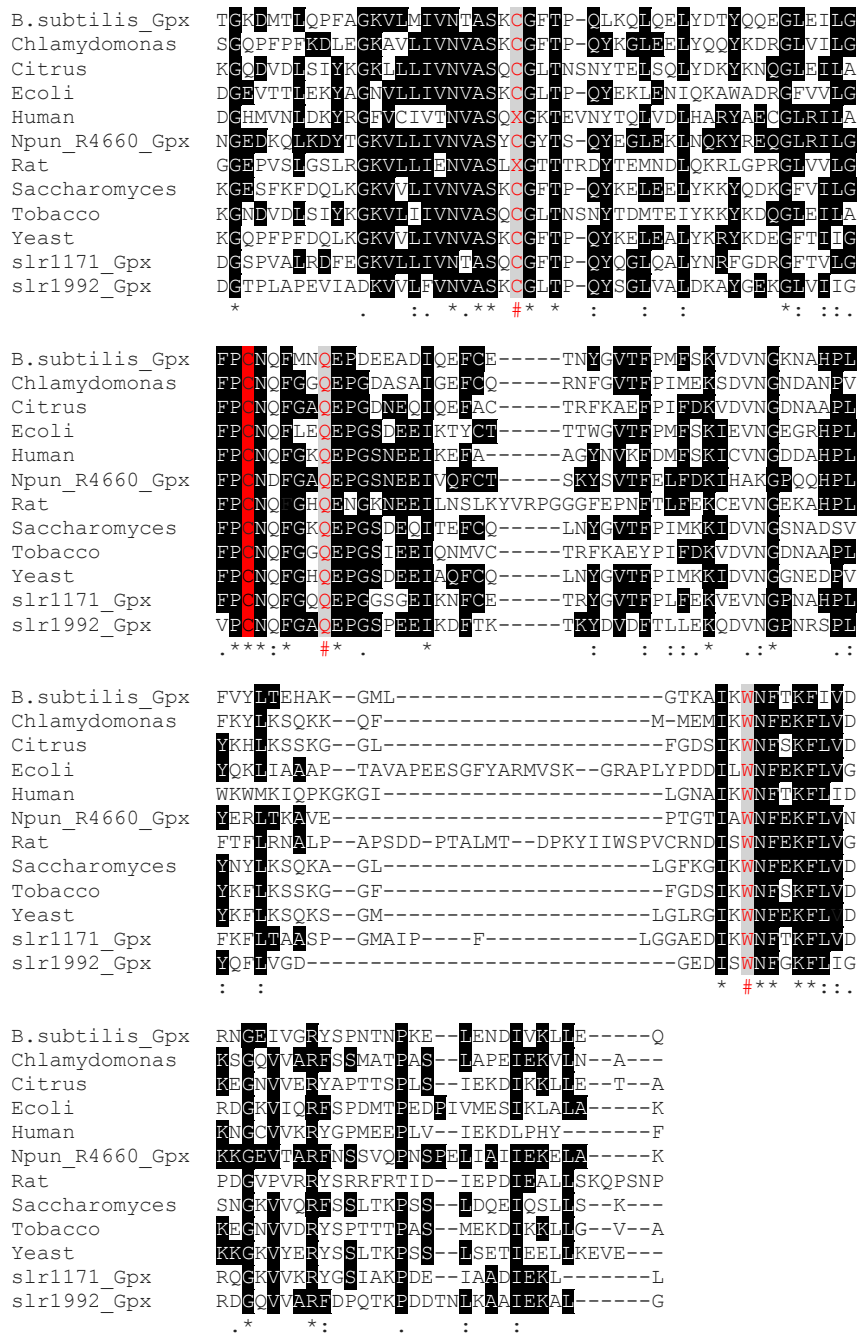 B.subtilis_Gpx TGKDMTLQPFAGKVLMIVNTASKCGFTP-QLKQLQELYDTYQQEGLEILG
Chlamydomonas SGQPFPFKDLEGKAVLIVNVASKCGFTP-QYKGLEELYQQYKDRGLVILG
Citrus KGQDVDLSIYKGKLLLIVNVASQCGLTNSNYTELSQLYDKYKNQGLEILA
Ecoli DGEVTTLEKYAGNVLLIVNVASKCGLTP-QYEKLENIQKAWADRGFVVLG
Human DGHMVNLDKYRGFVCIVTNVASQXGKTEVNYTQLVDLHARYAECGLRILA
Npun_R4660_Gpx NGEDKQLKDYTGKVLLIVNVASYCGYTS-QYEGLEKLNQKYREQGLRILG
Rat GGEPVSLGSLRGKVLLIENVASLXGTTTRDYTEMNDLQKRLGPRGLVVLG
Saccharomyces KGESFKFDQLKGKVVLIVNVASKCGFTP-QYKELEELYKKYQDKGFVILG
Tobacco KGNDVDLSIYKGKVLIIVNVASQCGLTNSNYTDMTEIYKKYKDQGLEILA
Yeast KGQPFPFDQLKGKVVLIVNVASKCGFTP-QYKELEALYKRYKDEGFTIIG
slr1171_Gpx DGSPVALRDFEGKVLLIVNTASQCGFTP-QYQGLQALYNRFGDRGFTVLG
slr1992_Gpx DGTPLAPEVIADKVVLFVNVASKCGLTP-QYSGLVALDKAYGEKGLVIIG
* . :. *.** #* * : : : *: ::.
B.subtilis_Gpx FPCNQFMNQEPDEEADIQEFCE-----TNYGVTFPMFSKVDVNGKNAHPL
Chlamydomonas FPCNQFGGQEPGDASAIGEFCQ-----RNFGVTFPIMEKSDVNGNDANPV
Citrus FPCNQFGAQEPGDNEQIQEFAC-----TRFKAEFPIFDKVDVNGDNAAPL
Ecoli FPCNQFLEQEPGSDEEIKTYCT-----TTWGVTFPMFSKIEVNGEGRHPL
Human FPCNQFGKQEPGSNEEIKEFA------AGYNVKFDMFSKICVNGDDAHPL
Npun_R4660_Gpx FPCNDFGAQEPGSNEEIVQFCT-----SKYSVTFELFDKIHAKGPQQHPL
Rat FPCNQFGHQENGKNEEILNSLKYVRPGGGFEPNFTLFEKCEVNGEKAHPL
Saccharomyces FPCNQFGKQEPGSDEQITEFCQ-----LNYGVTFPIMKKIDVNGSNADSV
Tobacco FPCNQFGGQEPGSIEEIQNMVC-----TRFKAEYPIFDKVDVNGDNAAPL
Yeast FPCNQFGHQEPGSDEEIAQFCQ-----LNYGVTFPIMKKIDVNGGNEDPV
slr1171_Gpx FPCNQFGQQEPGGSGEIKNFCE-----TRYGVTFPLFEKVEVNGPNAHPL
slr1992_Gpx VPCNQFGAQEPGSPEEIKDFTK-----TKYDVDFTLLEKQDVNGPNRSPL
.***:* #* . * : : ::.* .:* .:
B.subtilis_Gpx FVYLTEHAK--GML---------------------GTKAIKWNFTKFIVD
Chlamydomonas FKYLKSQKK--QF----------------------M-MEMIKWNFEKFLVD
Citrus YKHLKSSKG--GL----------------------FGDSIKWNFSKFLVD
Ecoli YQKLIAAAP--TAVAPEESGFYARMVSK--GRAPLYPDDILWNFEKFLVG
Human WKWMKIQPKGKGI----------------------LGNAIKWNFTKFLID
Npun_R4660_Gpx YERLTKAVE--------------------------PTGTIAWNFEKFLVN
Rat FTFLRNALP--APSDD-PTALMT--DPKYIIWSPVCRNDISWNFEKFLVG
Saccharomyces YNYLKSQKA--GL----------------------LGFKGIKWNFEKFLVD
Tobacco YKFLKSSKG--GF----------------------FGDSIKWNFSKFLVD
Yeast YKFLKSQKS--GM----------------------LGLRGIKWNFEKFLVD
slr1171_Gpx FKFLTAASP--GMAIP----F--------------LGGAEDIKWNFTKFLVD
slr1992_Gpx YQFLVGD----------------------------GEDISWNFGKFLIG
: : * #** **::.
B.subtilis_Gpx RNGEIVGRYSPNTNPKE--LENDIVKLLE-----Q
Chlamydomonas KSGQVVARFSSMATPAS--LAPEIEKVLN--A---
Citrus KEGNVVERYAPTTSPLS--IEKDIKKLLE--T--A
Ecoli RDGKVIQRFSPDMTPEDPIVMESIKLALA-----K
Human KNGCVVKRYGPMEEPLV--IEKDLPHY-------F
Npun_R4660_Gpx KKGEVTARFNSSVQPNSPELIAIIEKELA-----K
Rat PDGVPVRRYSRRFRTID--IEPDIEALLSKQPSNP
Saccharomyces SNGKVVQRFSSLTKPSS--LDQEIQSLLS--K---
Tobacco KEGNVVDRYSPTTTPAS--MEKDIKKLLG--V--A
Yeast KKGKVYERYSSLTKPSS--LSETIEELLKEVE---
slr1171_Gpx RQGKVVKRYGSIAKPDE--IAADIEKL-------L
slr1992_Gpx RDGQVVARFDPQTKPDDTNLKAAIEKAL------G
.* *: . : :